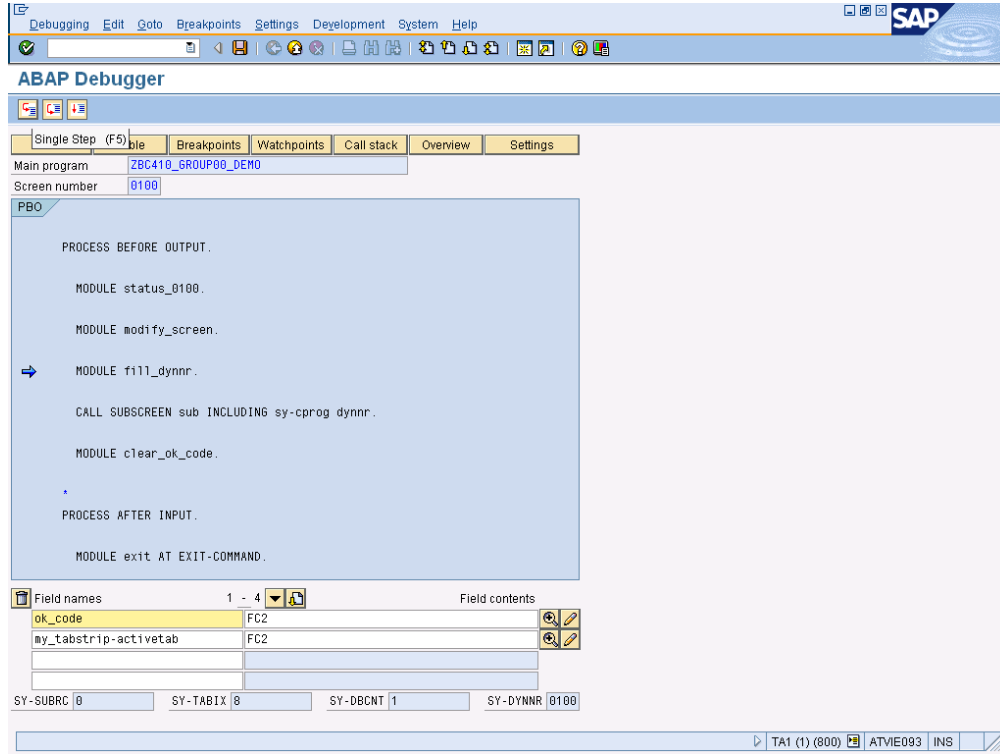 Debugging Edit Goto Breakpoints Settings Development System Help
SAP
ABAP Debugger
Single Step (F5) ble Breakpoints Watchpoints Call stack Overview Settings
Main program ZBC410_GROUP00_DEMO
Screen number 0100
PBO
PROCESS BEFORE OUTPUT.
MODULE status_0100.
MODULE modify_screen.
MODULE fill_dynnr.
CALL SUBSCREEN sub INCLUDING sy-cprog dynnr.
MODULE clear_ok_code.
*
PROCESS AFTER INPUT.
MODULE exit AT EXIT-COMMAND.
Field names 1 - 4 Field contents
ok_code FC2
my_tabstrip-activetab FC2
SY-SUBRC 0 SY-TABIX 8 SY-DBCNT 1 SY-DYNNR 0100
TA1 (1) (800) ATVIE093 INS